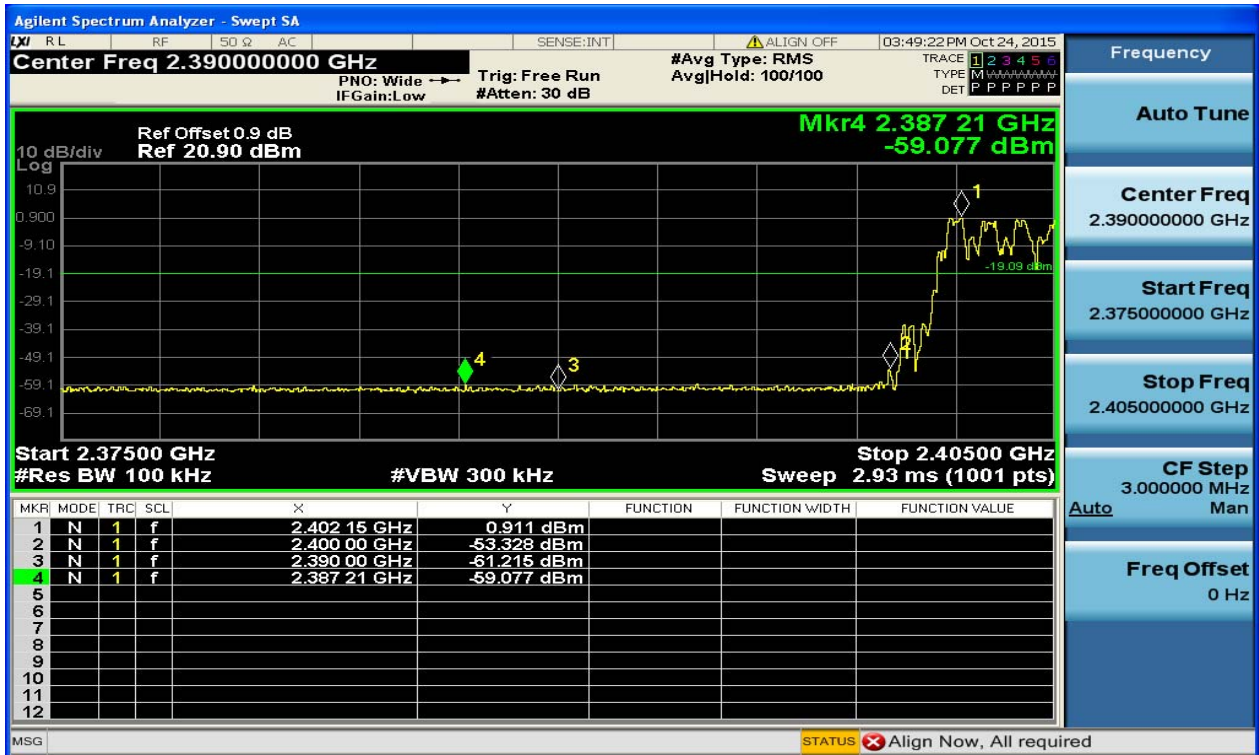 Agilent Spectrum Analyzer - Swept SA
LXI RL RF 50 Ω AC SENSE:INT ALIGN OFF 03:49:22 PM Oct 24, 2015
Center Freq 2.390000000 GHz
PNO: Wide
IFGain:Low
Trig: Free Run
#Atten: 30 dB
#Avg Type: RMS
Avg|Hold: 100/100
TRACE 1 2 3 4 5 6
TYPE M
DET P P P P P P
Frequency
Auto Tune
Center Freq
2.390000000 GHz
Start Freq
2.375000000 GHz
Stop Freq
2.405000000 GHz
CF Step
3.000000 MHz
Auto Man
Freq Offset
0 Hz
Mkr4 2.387 21 GHz
-59.077 dBm
Ref Offset 0.9 dB
10 dB/div Ref 20.90 dBm
Log
10.9
0.900
-9.10
-19.1
-29.1
-39.1
-49.1
-59.1
-69.1
1
-19.09 dBm
2
4
3
Start 2.37500 GHz Stop 2.40500 GHz
#Res BW 100 kHz #VBW 300 kHz Sweep 2.93 ms (1001 pts)
MKR MODE TRC SCL X Y FUNCTION FUNCTION WIDTH FUNCTION VALUE
1 N 1 f 2.402 15 GHz 0.911 dBm
2 N 1 f 2.400 00 GHz -53.328 dBm
3 N 1 f 2.390 00 GHz -61.215 dBm
4 N 1 f 2.387 21 GHz -59.077 dBm
5
6
7
8
9
10
11
12
MSG STATUS Align Now, All required